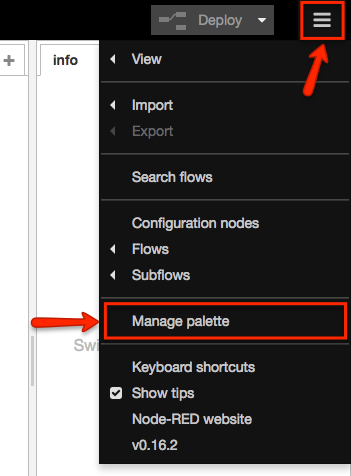 Deploy
+
info
View
Import
Export
Search flows
Configuration nodes
Flows
Subflows
Manage palette
Swi
Keyboard shortcuts
Show tips
Node-RED website
v0.16.2